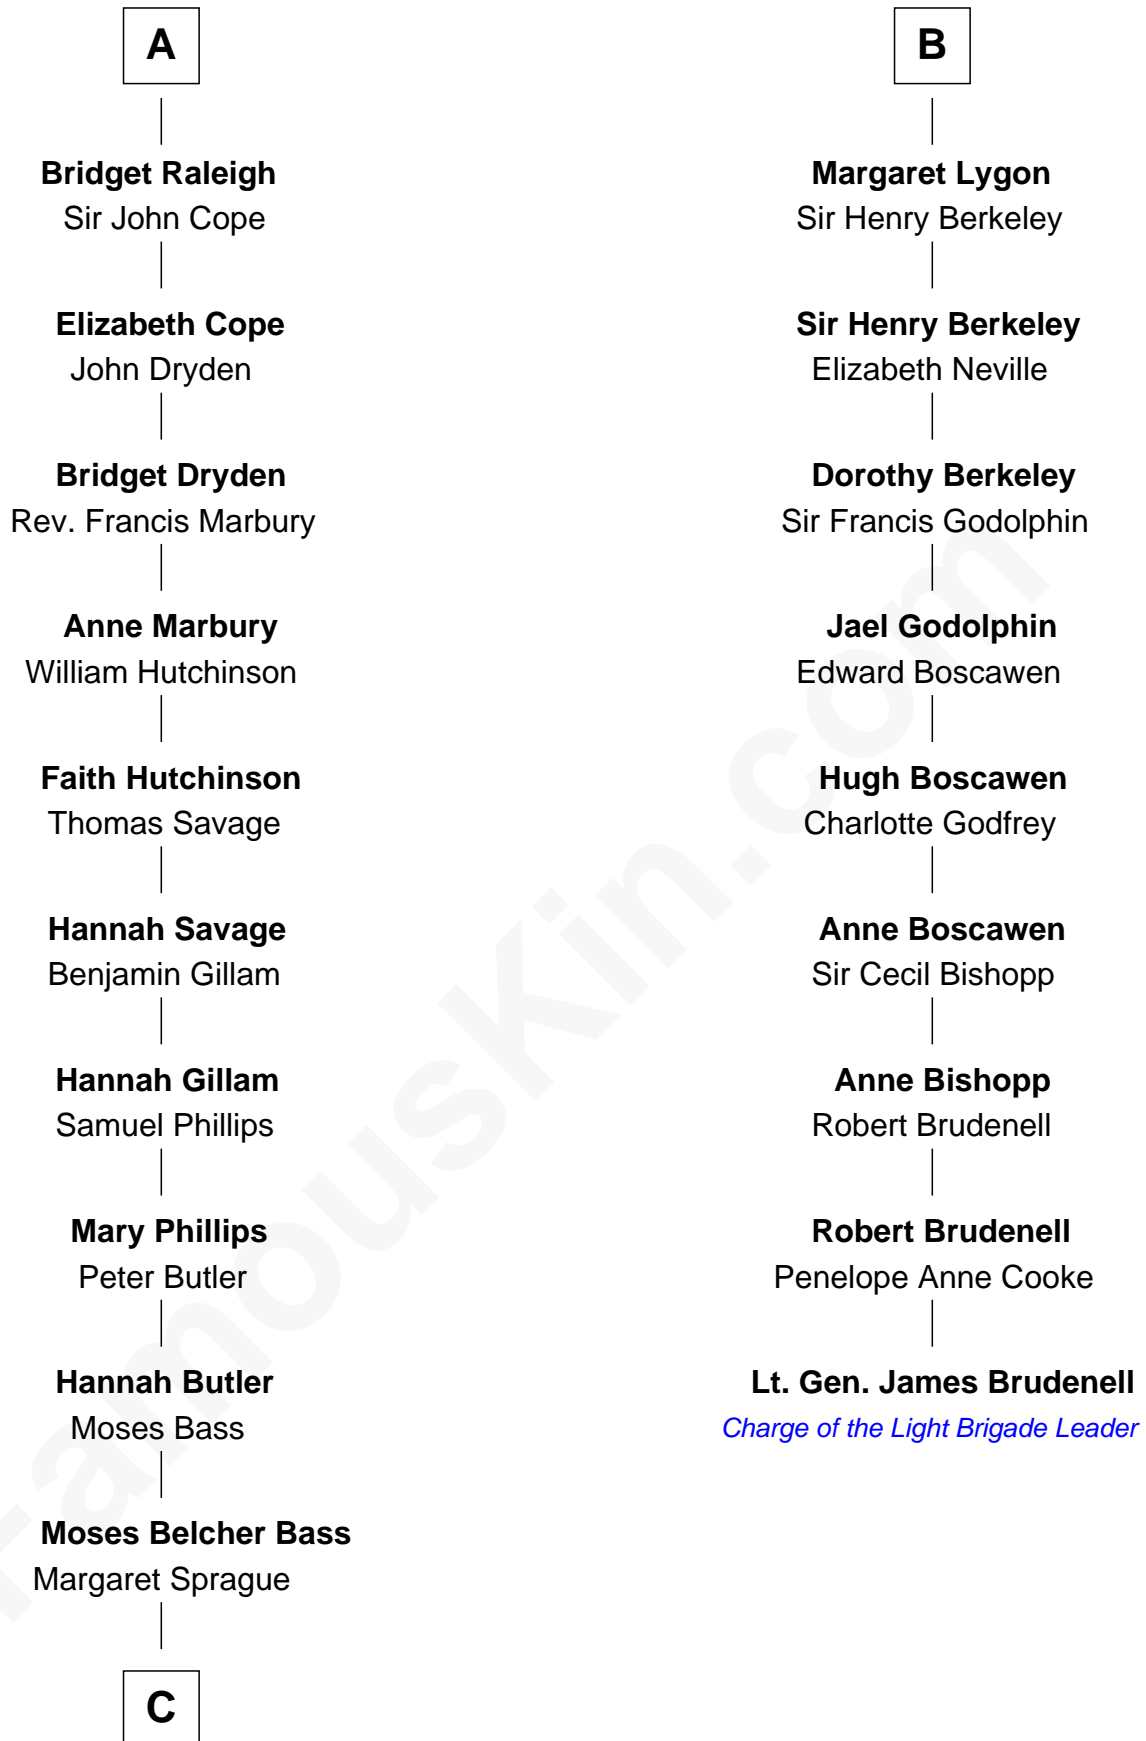 A
Bridget Raleigh
Sir John Cope
Elizabeth Cope
John Dryden
Bridget Dryden
Rev. Francis Marbury
Anne Marbury
William Hutchinson
Faith Hutchinson
Thomas Savage
Hannah Savage
Benjamin Gillam
Hannah Gillam
Samuel Phillips
Mary Phillips
Peter Butler
Hannah Butler
Moses Bass
Moses Belcher Bass
Margaret Sprague
C
B
Margaret Lygon
Sir Henry Berkeley
Sir Henry Berkeley
Elizabeth Neville
Dorothy Berkeley
Sir Francis Godolphin
Jael Godolphin
Edward Boscawen
Hugh Boscawen
Charlotte Godfrey
Anne Boscawen
Sir Cecil Bishopp
Anne Bishopp
Robert Brudenell
Robert Brudenell
Penelope Anne Cooke
Lt. Gen. James Brudenell
Charge of the Light Brigade Leader
FamousKin.com